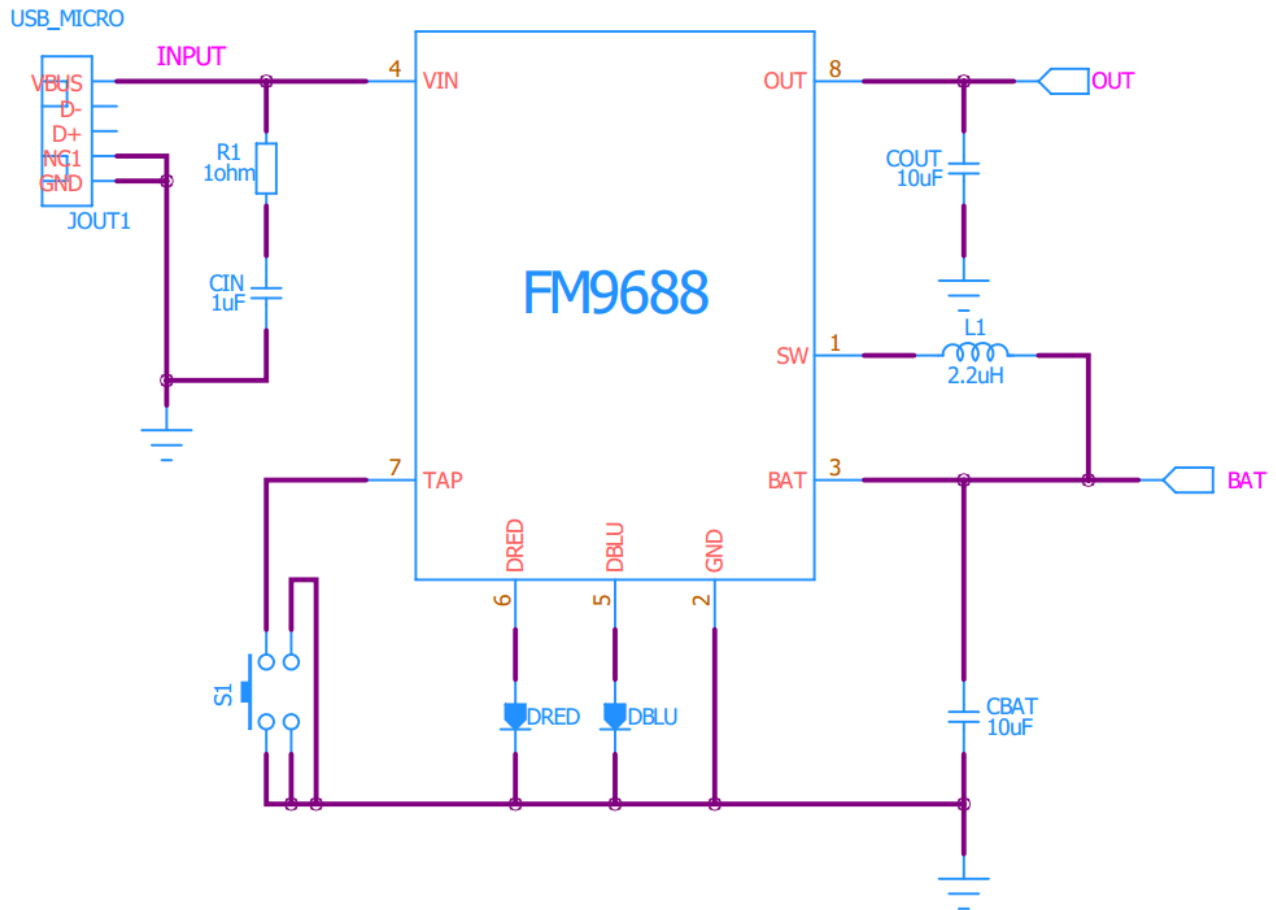 USB_MICRO
INPUT
VBUS
D-
D+
NC1
GND
JOUT1
R1
1ohm
CIN
1uF
4
VIN
OUT
8
OUT
COUT
10uF
FM9688
L1
2.2uH
SW
1
7
TAP
BAT
3
BAT
DRED
DBLU
GND
6
5
2
S1
DRED
DBLU
CBAT
10uF